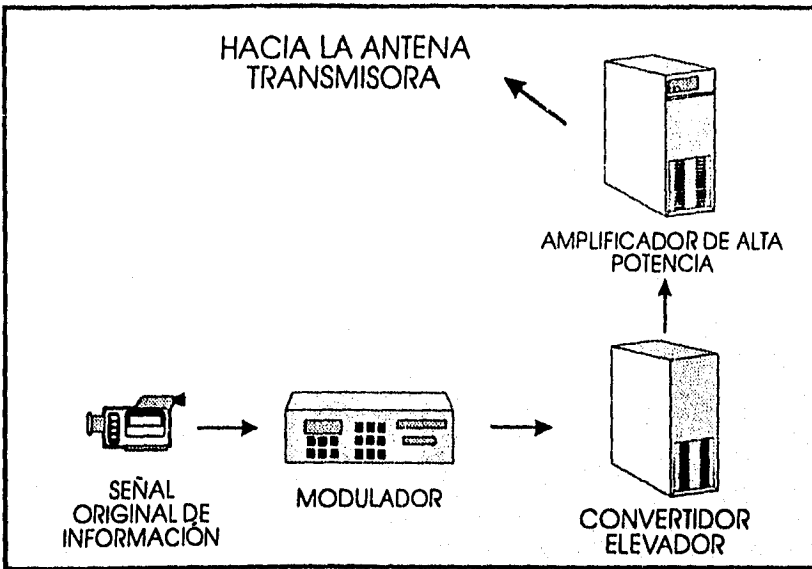 HACIA LA ANTENA
TRANSMISORA
AMPLIFICADOR DE ALTA
POTENCIA
SEÑAL
ORIGINAL DE
INFORMACIÓN
MODULADOR
CONVERTIDOR
ELEVADOR